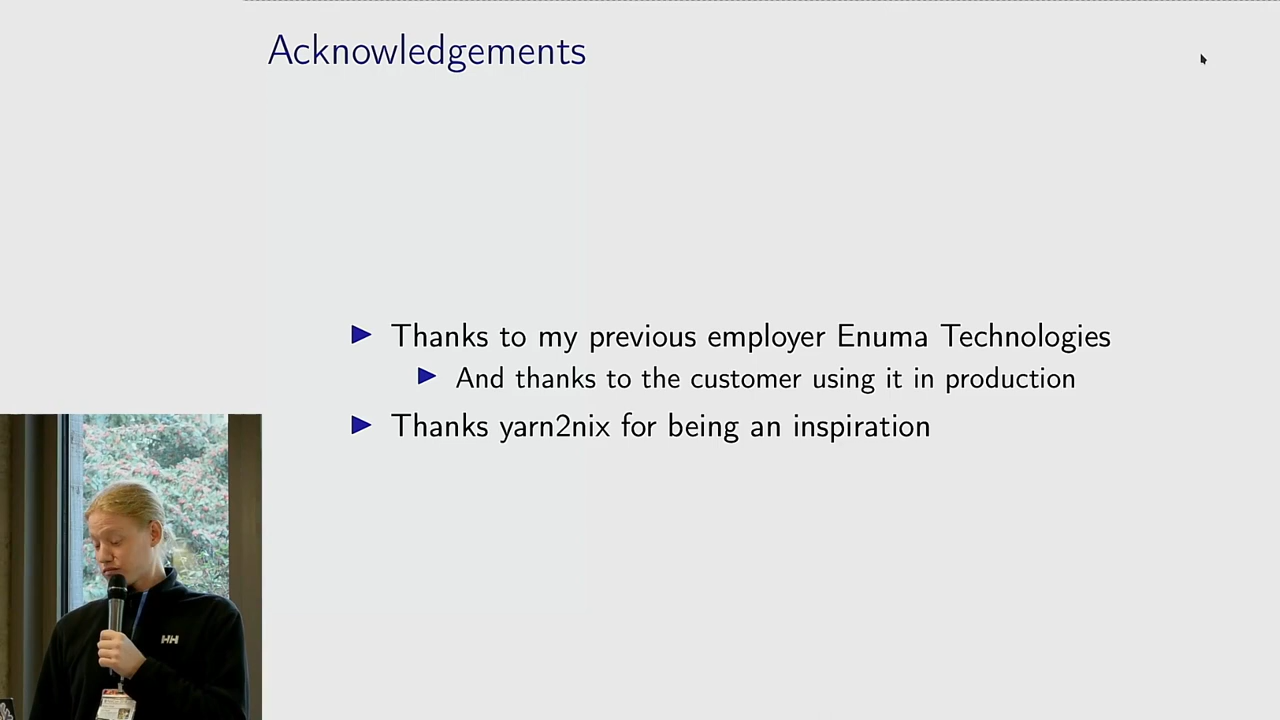 Acknowledgements
Thanks to my previous employer Enuma Technologies
And thanks to the customer using it in production
Thanks yarn2nix for being an inspiration
HH